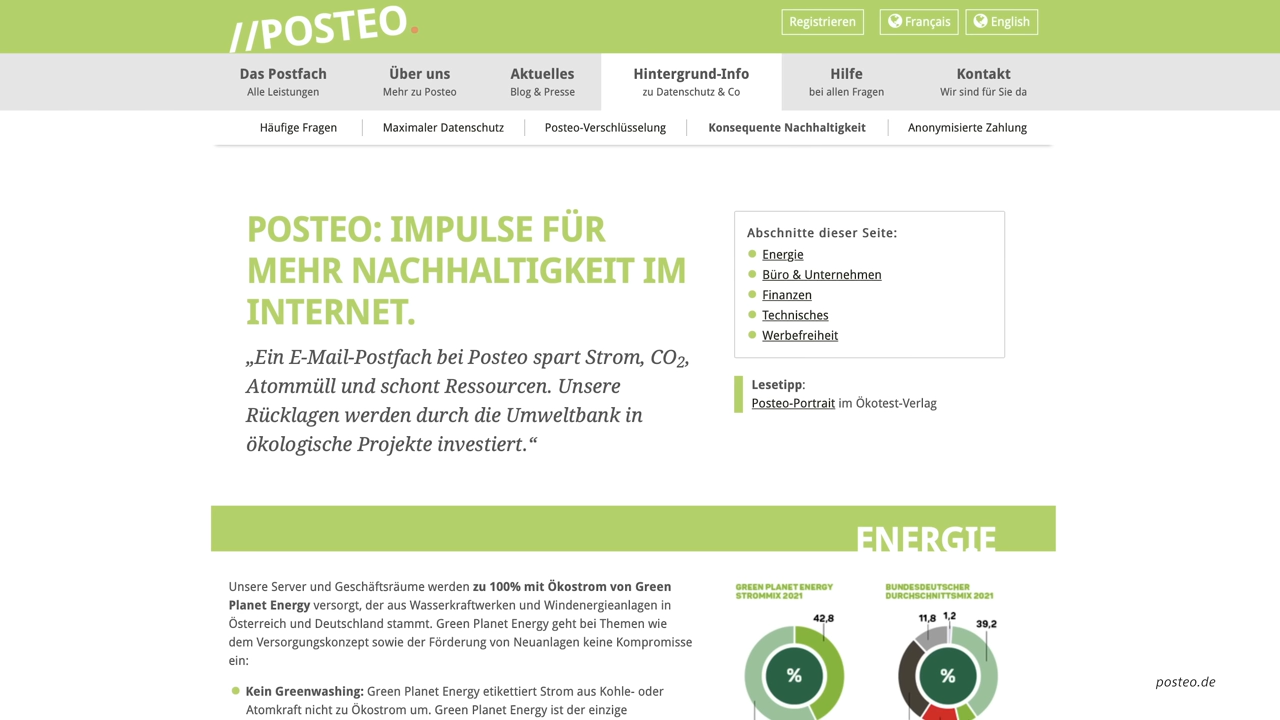 //POSTEO.
Registrieren
Français
English
Das Postfach
Alle Leistungen
Über uns
Mehr zu Posteo
Aktuelles
Blog & Presse
Hintergrund-Info
zu Datenschutz & Co
Hilfe
bei allen Fragen
Kontakt
Wir sind für Sie da
Häufige Fragen
Maximaler Datenschutz
Posteo-Verschlüsselung
Konsequente Nachhaltigkeit
Anonymisierte Zahlung
POSTEO: IMPULSE FÜR
MEHR NACHHALTIGKEIT IM
INTERNET.
„Ein E-Mail-Postfach bei Posteo spart Strom, CO₂,
Atommüll und schont Ressourcen. Unsere
Rücklagen werden durch die Umweltbank in
ökologische Projekte investiert.“
Abschnitte dieser Seite:
Energie
Büro & Unternehmen
Finanzen
Technisches
Werbefreiheit
Lesetipp:
Posteo-Portrait im Ökotest-Verlag
ENERGIE
Unsere Server und Geschäftsräume werden zu 100% mit Ökostrom von Green
Planet Energy versorgt, der aus Wasserkraftwerken und Windenergieanlagen in
Österreich und Deutschland stammt. Green Planet Energy geht bei Themen wie
dem Versorgungskonzept sowie der Förderung von Neuanlagen keine Kompromisse
ein:
Kein Greenwashing: Green Planet Energy etikettiert Strom aus Kohle- oder
Atomkraft nicht zu Ökostrom um. Green Planet Energy ist der einzige
GREEN PLANET ENERGY
STROMMIX 2021
42,8
%
BUNDESDEUTSCHER
DURCHSCHNITTSMIX 2021
11,8
1,2
39,2
%
posteo.de